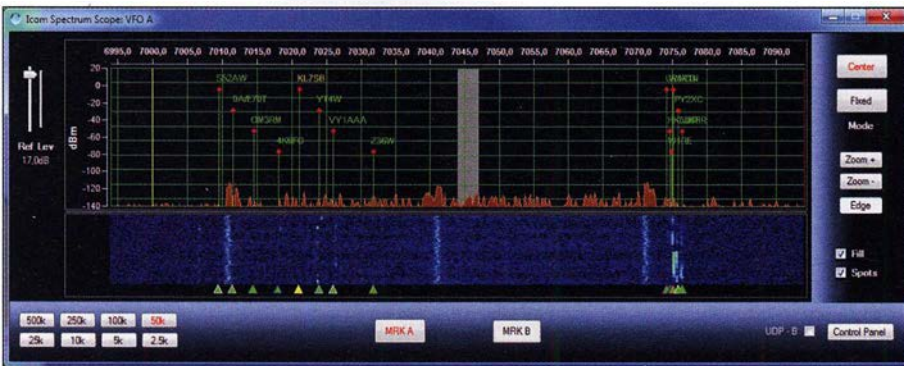 Icom Spectrum Scope: VFO A
6995,0 7000,0 7005,0 7010,0 7015,0 7020,0 7025,0 7030,0 7035,0 7040,0 7045,0 7050,0 7055,0 7060,0 7065,0 7070,0 7075,0 7080,0 7085,0 7090,0
20
0
-20
-40
-60
-80
-100
-120
-140
dBm
Ref Lev
17,0dB
S52AW
KL7SB
OM3RM
YT4W
VY1AAA
Z36W
PY2XC
Center
Fixed
Mode
Zoom +
Zoom -
Edge
Fill
Spots
500k 250k 100k 50k
25k 10k 5k 2.5k
MRK A
MRK B
UDP - B
Control Panel